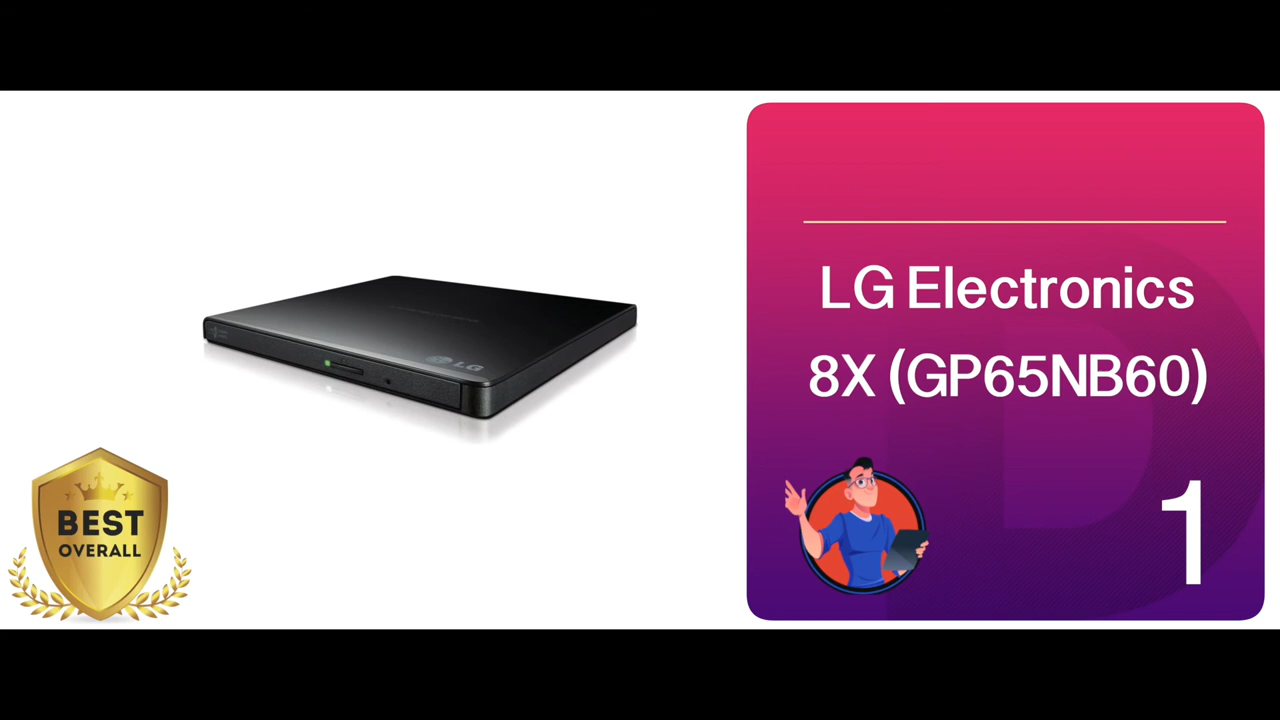 LG
BEST
OVERALL
LG Electronics
8X (GP65NB60)
1